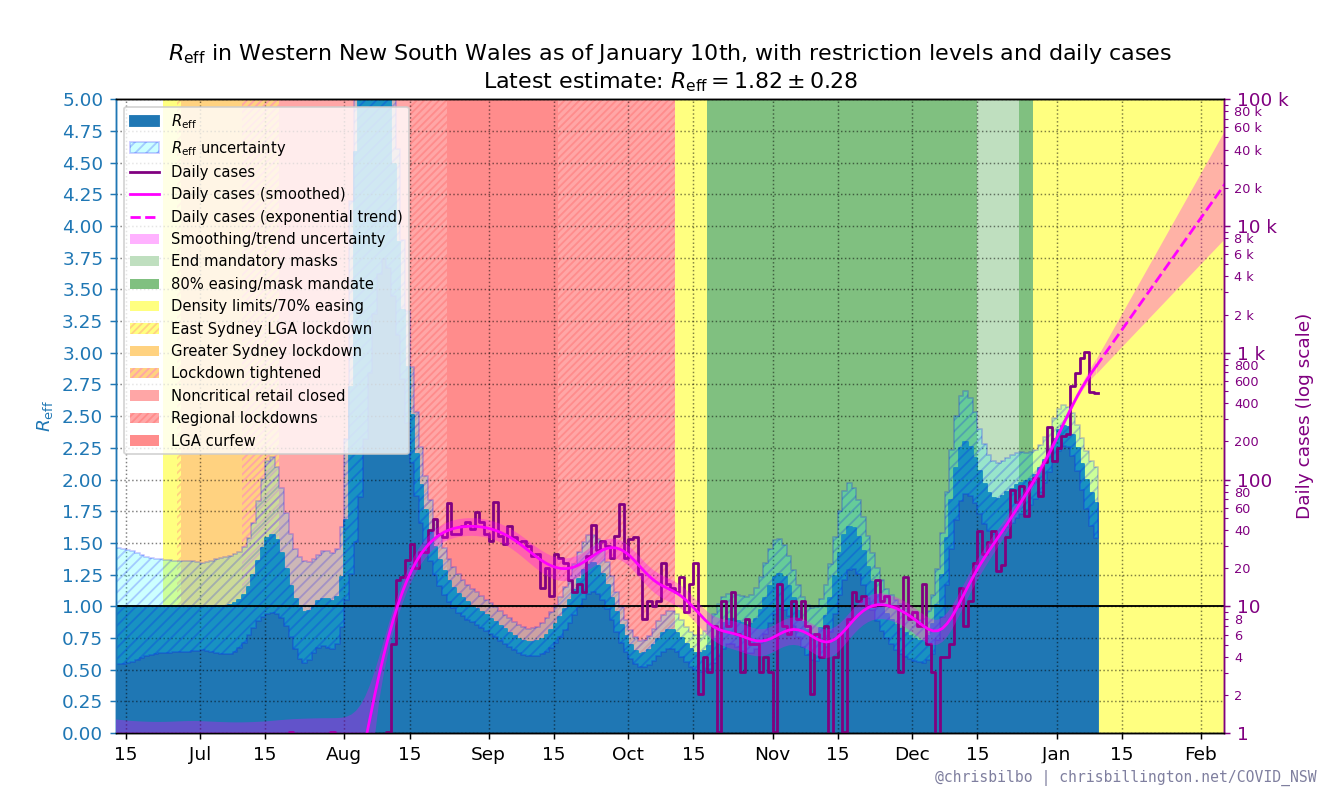 Reff in Western New South Wales as of January 10th, with restriction levels and daily cases
Latest estimate: Reff = 1.82 ± 0.28
5.00
4.75
4.50
4.25
4.00
3.75
3.50
3.25
3.00
2.75
2.50
2.25
2.00
1.75
1.50
1.25
1.00
0.75
0.50
0.25
0.00
Reff
Reff
Reff uncertainty
Daily cases
Daily cases (smoothed)
Daily cases (exponential trend)
Smoothing/trend uncertainty
End mandatory masks
80% easing/mask mandate
Density limits/70% easing
East Sydney LGA lockdown
Greater Sydney lockdown
Lockdown tightened
Noncritical retail closed
Regional lockdowns
LGA curfew
100 k
80 k
60 k
40 k
20 k
10 k
8 k
6 k
4 k
2 k
1 k
800
600
400
200
100
80
60
40
20
10
8
6
4
2
1
Daily cases (log scale)
15 Jul 15 Aug 15 Sep 15 Oct 15 Nov 15 Dec 15 Jan 15 Feb
@chrisbilbo | chrisbillington.net/COVID_NSW